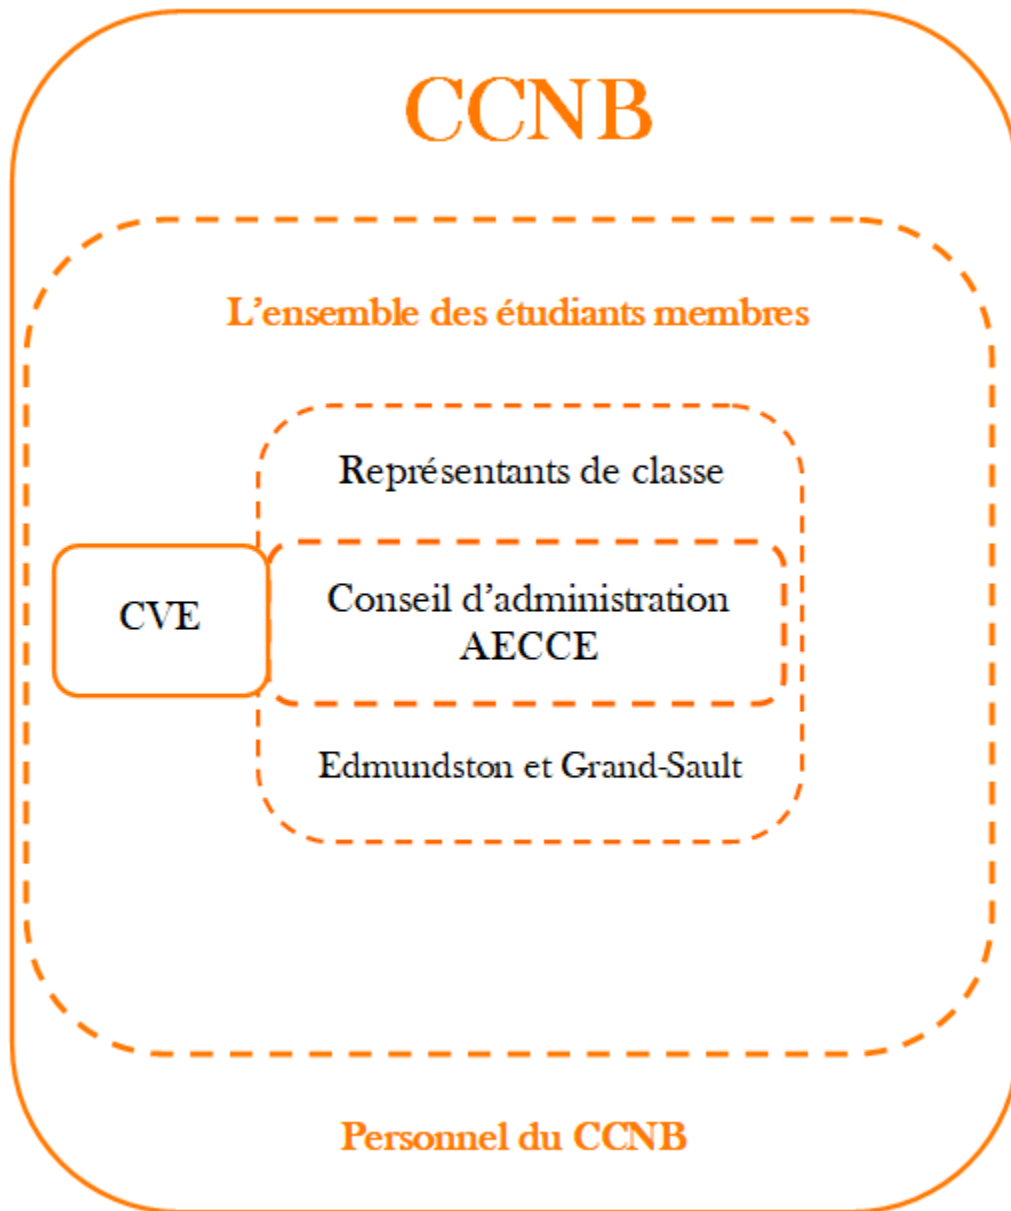 CCNB
L’ensemble des étudiants membres
Représentants de classe
CVE
Conseil d’administration
AECCE
Edmundston et Grand-Sault
Personnel du CCNB